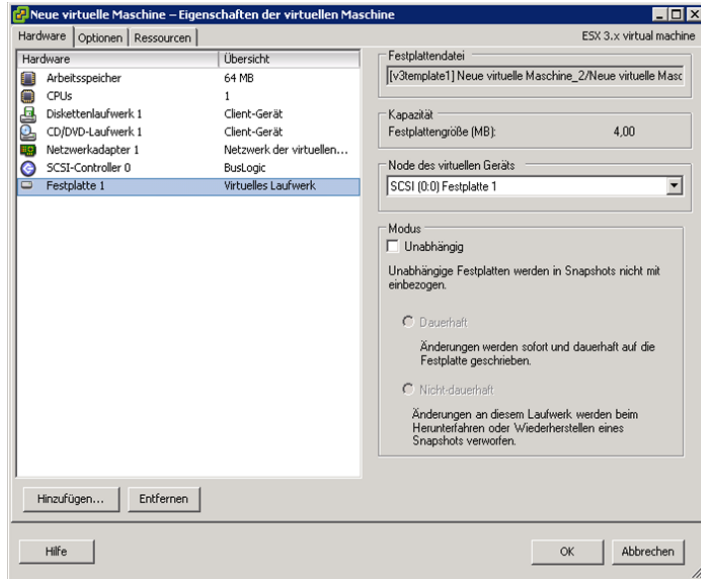 Neue virtuelle Maschine – Eigenschaften der virtuellen Maschine
Hardware Optionen Ressourcen ESX 3.x virtual machine
Hardware Übersicht
Arbeitsspeicher 64 MB
CPUs 1
Diskettenlaufwerk 1 Client-Gerät
CD/DVD-Laufwerk 1 Client-Gerät
Netzwerkadapter 1 Netzwerk der virtuellen...
SCSI-Controller 0 BusLogic
Festplatte 1 Virtuelles Laufwerk
Festplattendatei
[v3template1] Neue virtuelle Maschine_2/Neue virtuelle Masc
Kapazität
Festplattengröße (MB): 4,00
Node des virtuellen Geräts
SCSI (0:0) Festplatte 1
Modus
Unabhängig
Unabhängige Festplatten werden in Snapshots nicht mit
einbezogen.
Dauerhaft
Änderungen werden sofort und dauerhaft auf die
Festplatte geschrieben.
Nicht-dauerhaft
Änderungen an diesem Laufwerk werden beim
Herunterfahren oder Wiederherstellen eines
Snapshots verworfen.
Hinzufügen... Entfernen
Hilfe OK Abbrechen